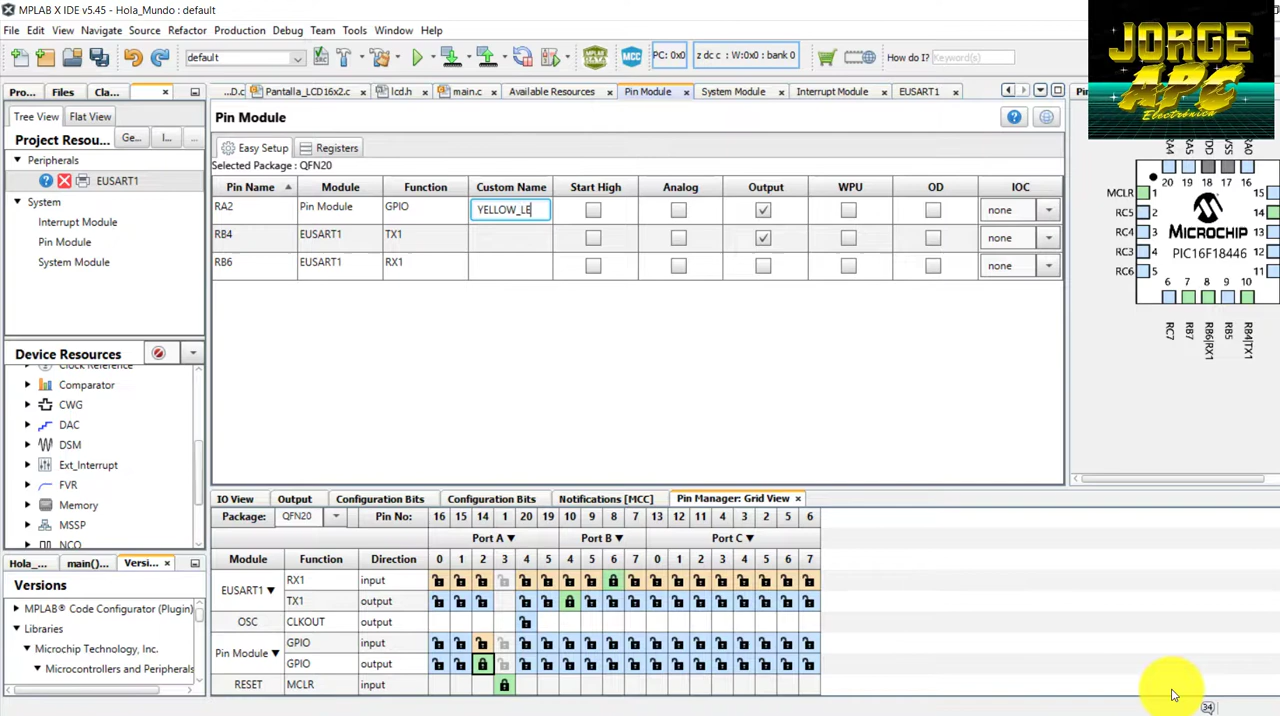 MPLAB X IDE v5.45 - Hola_Mundo : default
File Edit View Navigate Source Refactor Production Debug Team Tools Window Help
default
PC: 0x0
z dc c : W:0x0 : bank 0
How do I? Keyword(s)
JORGE
APC
Electrónica
Pro... Files Cla...
...D.c Pantalla_LCD16x2.c lcd.h main.c Available Resources Pin Module System Module Interrupt Module EUSART1
Tree View Flat View
Project Resou... Ge... I... ...
Peripherals
EUSART1
System
Interrupt Module
Pin Module
System Module
Pin Module
Easy Setup Registers
Selected Package : QFN20
Pin Name Module Function Custom Name Start High Analog Output WPU OD IOC
RA2 Pin Module GPIO YELLOW_LE none
RB4 EUSART1 TX1 none
RB6 EUSART1 RX1 none
RA4 RA5 VDD VSS RA0
20 19 18 17 16
MCLR 1 15
RC5 2 14
RC4 3 13
RC3 4 12
RC6 5 11
MICROCHIP
PIC16F18446
6 7 8 9 10
RC7 RB7 RB6|RX1 RB5 RB4|TX1
Device Resources
Clock Reference
Comparator
CWG
DAC
DSM
Ext_Interrupt
FVR
Memory
MSSP
NCO
Hola_... main()... Versi...
Versions
MPLAB® Code Configurator (Plugin)
Libraries
Microchip Technology, Inc.
Microcontrollers and Peripherals
IO View Output Configuration Bits Configuration Bits Notifications [MCC] Pin Manager: Grid View
Package: QFN20 Pin No: 16 15 14 1 20 19 10 9 8 7 13 12 11 4 3 2 5 6
Port A Port B Port C
Module Function Direction 0 1 2 3 4 5 4 5 6 7 0 1 2 3 4 5 6 7
EUSART1 RX1 input
TX1 output
OSC CLKOUT output
Pin Module GPIO input
GPIO output
RESET MCLR input
34